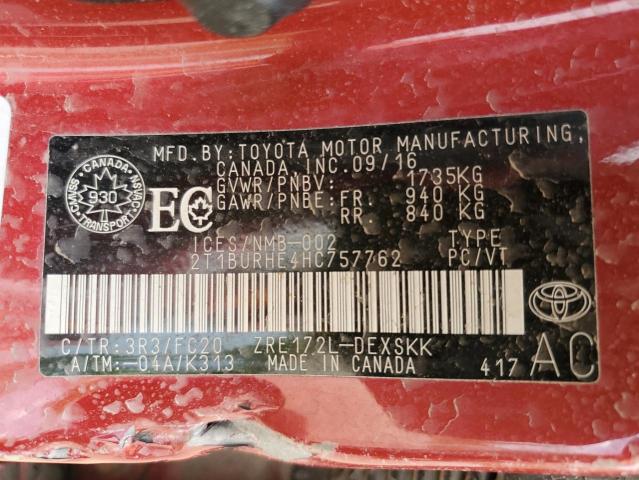 MFD.BY:TOYOTA MOTOR MANUFACTURING,
CANADA, INC.09/16
GVWR/PNBV: 1735KG
GAWR/PNBE: FR. 940 KG
RR. 840 KG
CANADA
930
TRANSPORT
EC
ICES/NMB-002 TYPE
2T1BURHE4HC757762 PC/VT
C/TR:3R3/FC20 ZRE172L-DEXSKK
A/TM:-04A/K313 MADE IN CANADA 417 AC